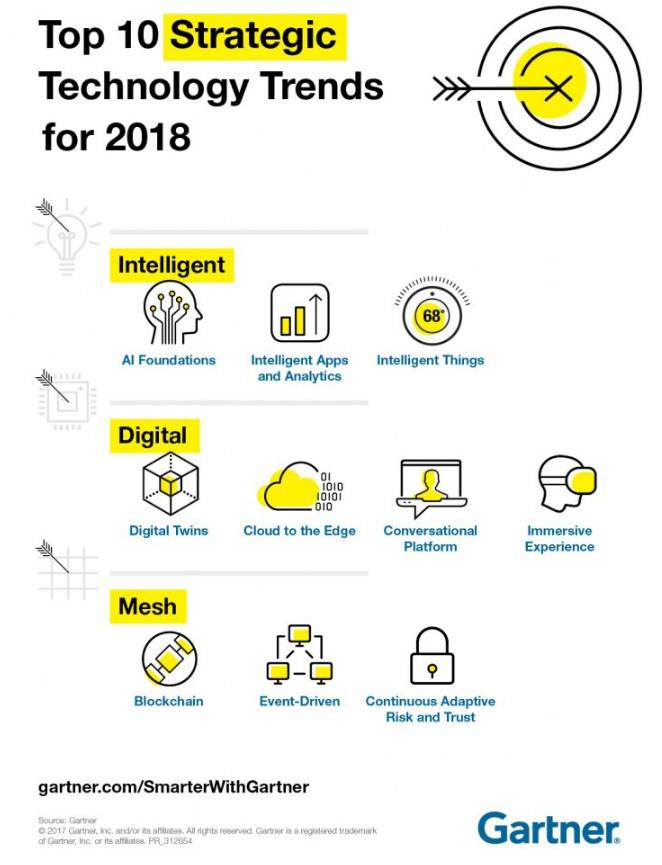 Top 10 Strategic
Technology Trends
for 2018
Intelligent
68°
AI Foundations
Intelligent Apps
and Analytics
Intelligent Things
Digital
01
1010
10101
010
Digital Twins
Cloud to the Edge
Conversational
Platform
Immersive
Experience
Mesh
Blockchain
Event-Driven
Continuous Adaptive
Risk and Trust
gartner.com/SmarterWithGartner
Source: Gartner
© 2017 Gartner, Inc. and/or its affiliates. All rights reserved. Gartner is a registered trademark
of Gartner, Inc. or its affiliates. PR_312654
Gartner®